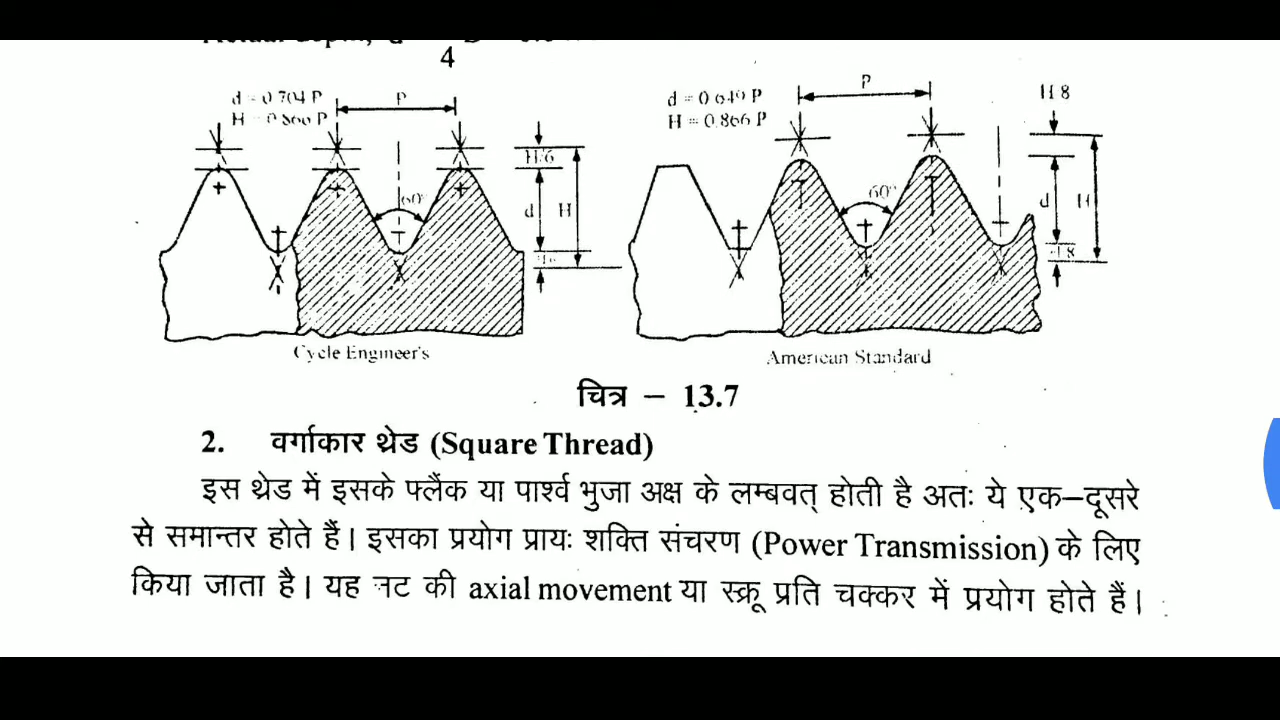 4
d = 0.704 P
H = 0.866 P
P
H/6
60°
d
H
Cycle Engineer's
d = 0.649 P
H = 0.866 P
P
H 8
60°
d
H
American Standard
चित्र – 13.7
2. वर्गाकार थ्रेड (Square Thread)
इस थ्रेड में इसके फ्लैंक या पार्श्व भुजा अक्ष के लम्बवत् होती है अतः ये एक–दूसरे
से समान्तर होते हैं। इसका प्रयोग प्रायः शक्ति संचरण (Power Transmission) के लिए
किया जाता है। यह नट की axial movement या स्क्रू प्रति चक्कर में प्रयोग होते हैं।